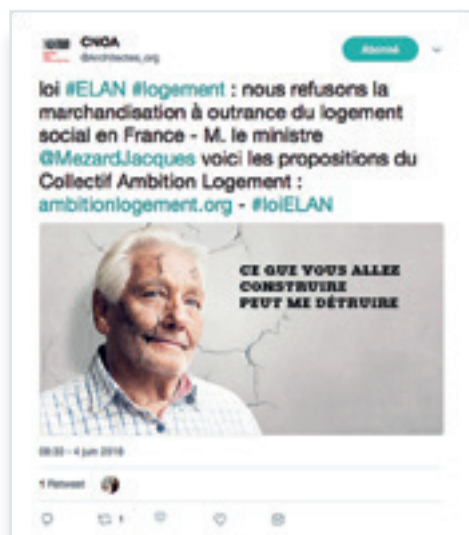 CNOA
@Architectes_org
Abonné
loi #ELAN #logement : nous refusons la
marchandisation à outrance du logement
social en France - M. le ministre
@MezardJacques voici les propositions du
Collectif Ambition Logement :
ambitionlogement.org - #loiELAN
CE QUE VOUS ALLEZ
CONSTRUIRE
PEUT ME DÉTRUIRE
4 juin 2018
1 Retweet
1